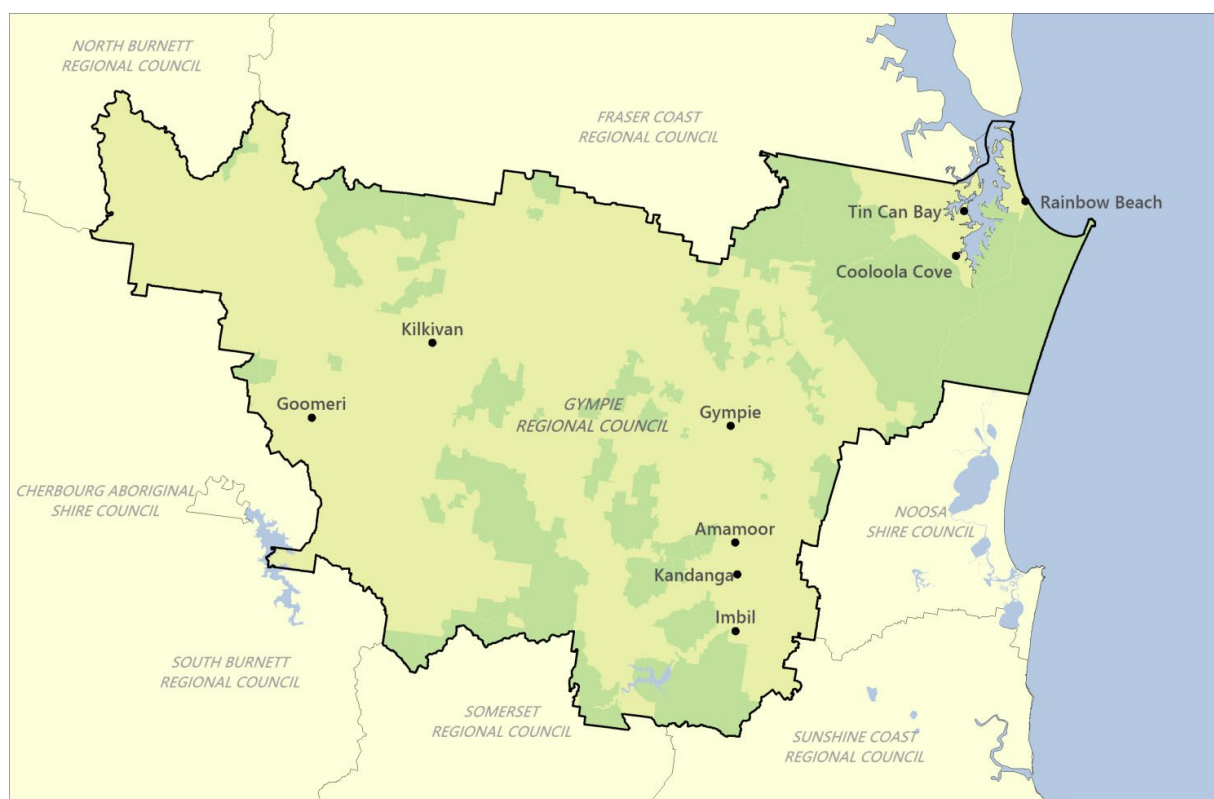 NORTH BURNETT
REGIONAL COUNCIL
FRASER COAST
REGIONAL COUNCIL
Tin Can Bay
Rainbow Beach
Cooloola Cove
Kilkivan
Goomeri
GYMPIE
REGIONAL COUNCIL
Gympie
CHERBOURG ABORIGINAL
SHIRE COUNCIL
NOOSA
SHIRE COUNCIL
Amamoor
Kandanga
Imbil
SOUTH BURNETT
REGIONAL COUNCIL
SOMERSET
REGIONAL COUNCIL
SUNSHINE COAST
REGIONAL COUNCIL